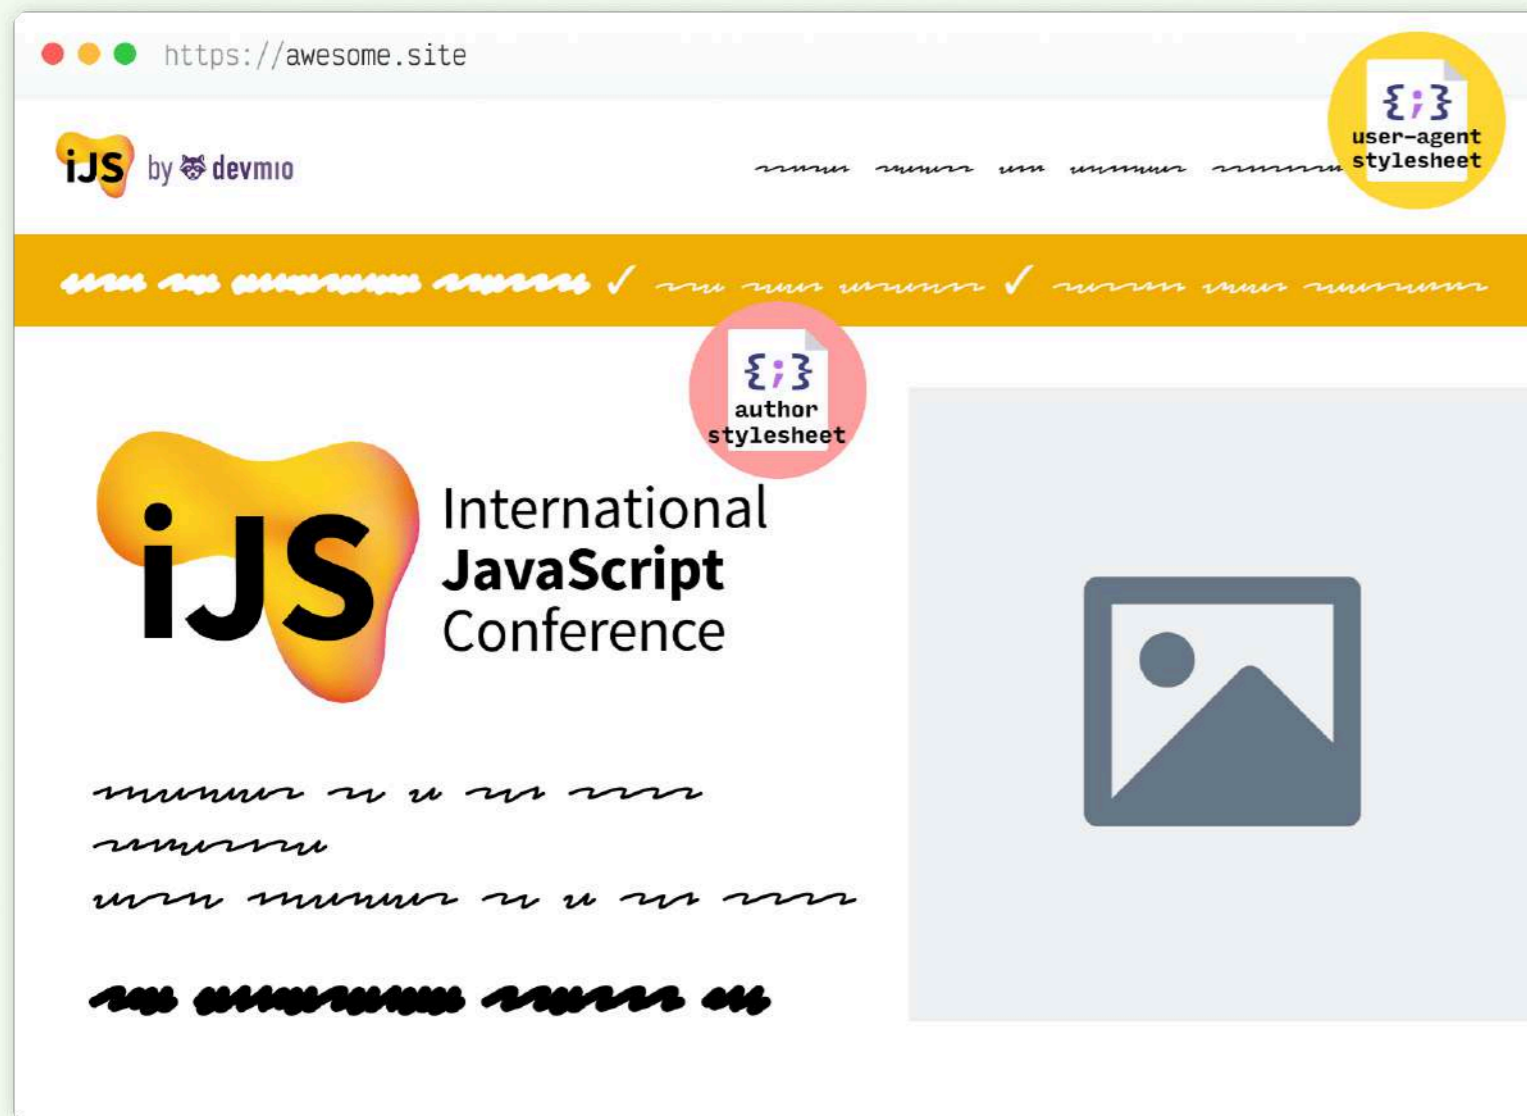 https://awesome.site
{;}
user-agent
stylesheet
iJS by devmio
✓ ✓
{;}
author
stylesheet
iJS
International
JavaScript
Conference